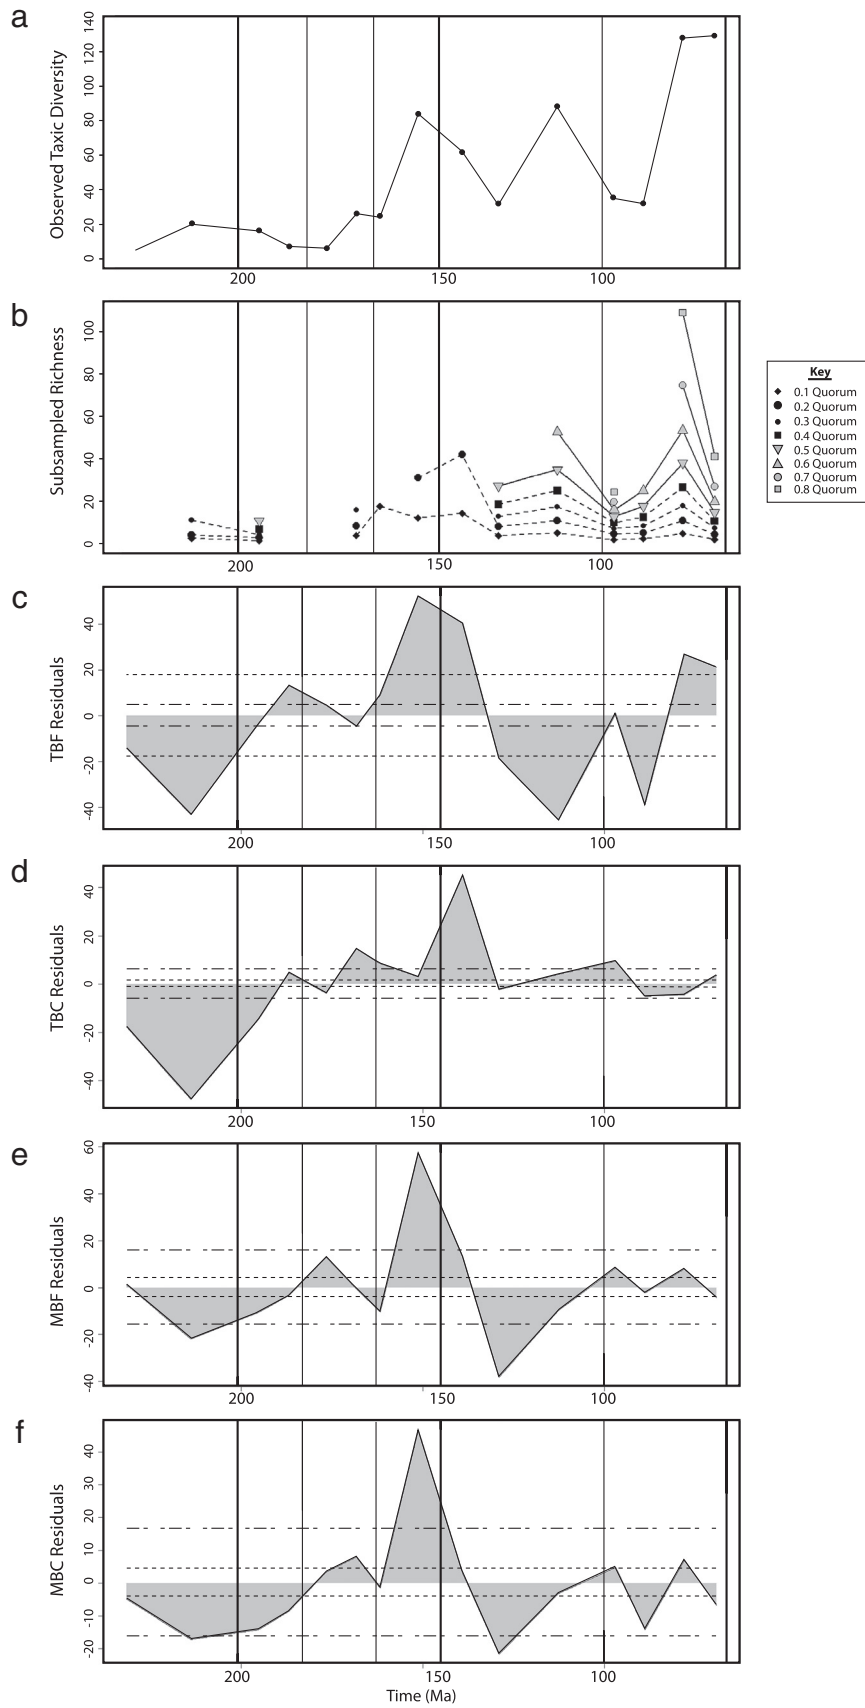 a
Observed Taxic Diversity
0 20 40 60 80 100 120 140
200 150 100
b
Subsampled Richness
0 20 40 60 80 100
200 150 100
Key
0.1 Quorum
0.2 Quorum
0.3 Quorum
0.4 Quorum
0.5 Quorum
0.6 Quorum
0.7 Quorum
0.8 Quorum
c
TBF Residuals
-40 -20 0 20 40
200 150 100
d
TBC Residuals
-40 -20 0 20 40
200 150 100
e
MBF Residuals
-40 -20 0 20 40 60
200 150 100
f
MBC Residuals
-20 -10 0 10 20 30 40
200 150 100
Time (Ma)